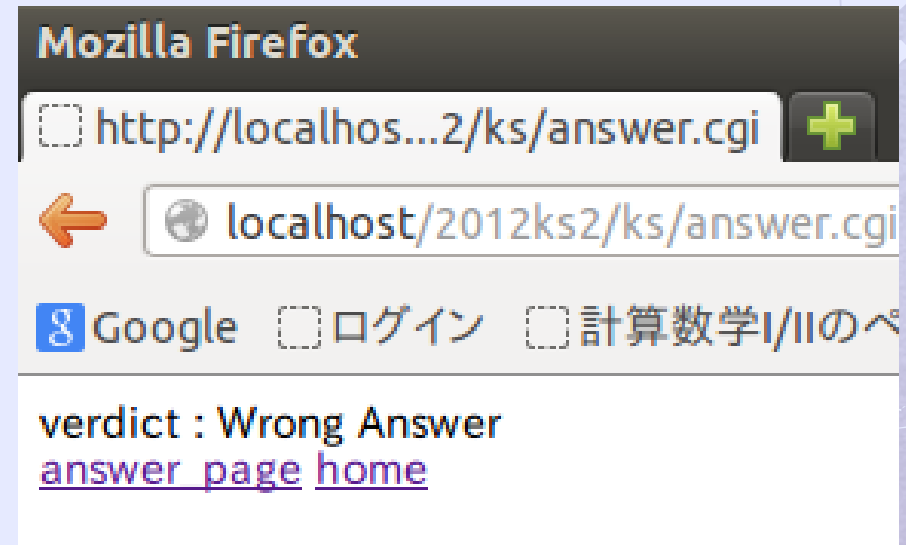 Mozilla Firefox
http://localhos...2/ks/answer.cgi
localhost/2012ks2/ks/answer.cgi
8 Google ログイン 計算数学I/IIのペ
verdict : Wrong Answer
answer_page home